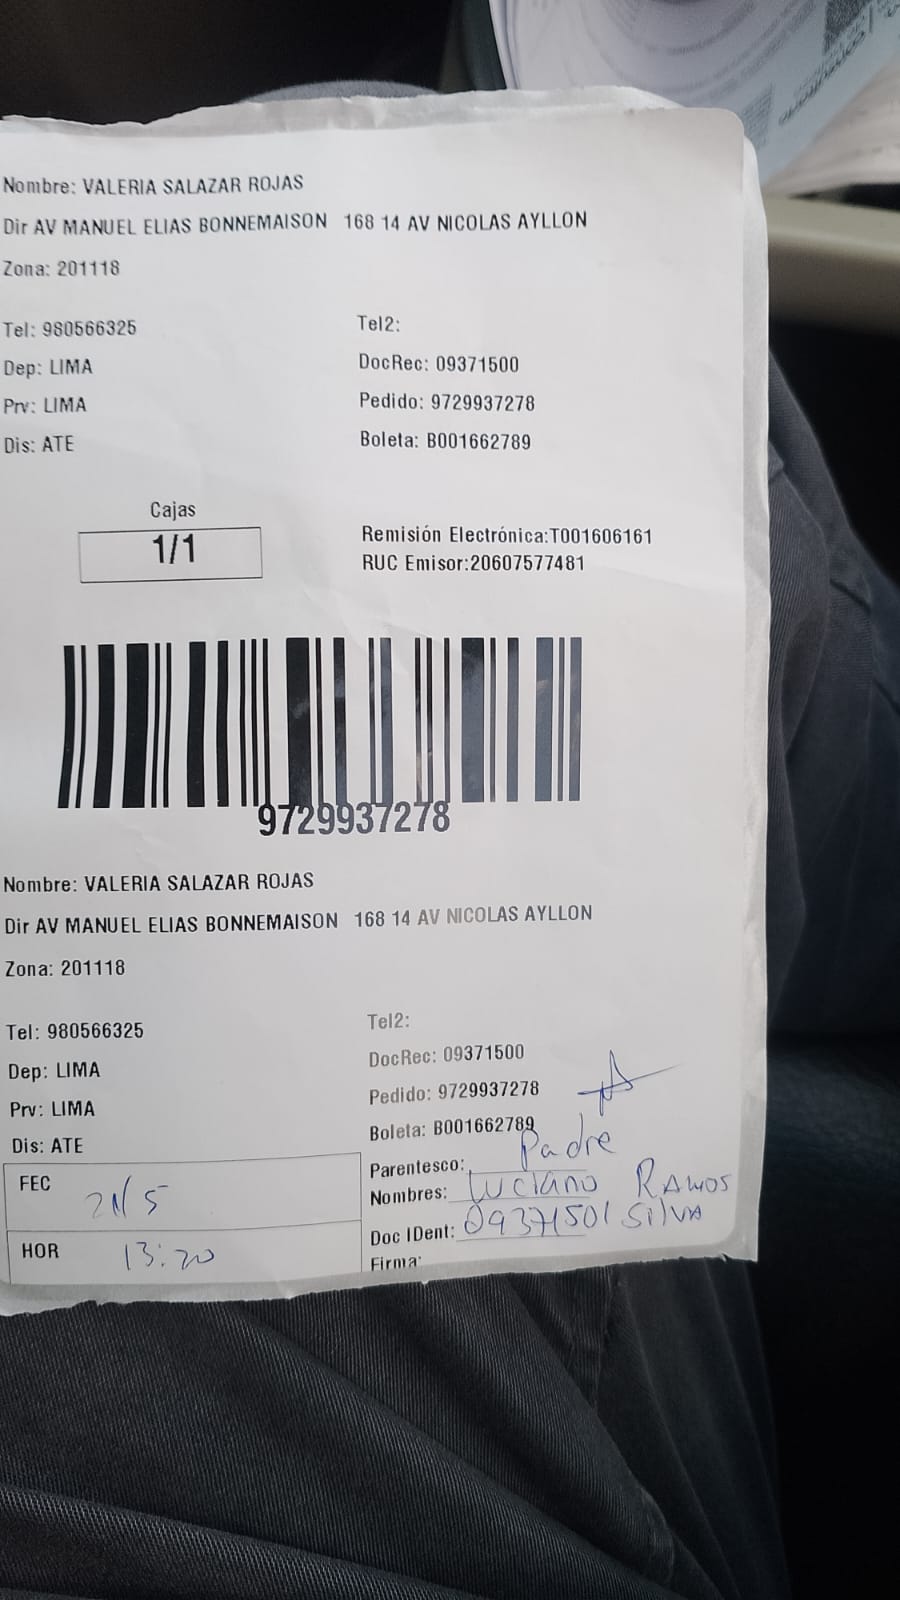 Nombre: VALERIA SALAZAR ROJAS
Dir AV MANUEL ELIAS BONNEMAISON 168 14 AV NICOLAS AYLLON
Zona: 201118
Tel: 980566325 Tel2:
Dep: LIMA DocRec: 09371500
Prv: LIMA Pedido: 9729937278
Dis: ATE Boleta: B001662789
Cajas
1/1
Remisión Electrónica:T001606161
RUC Emisor:20607577481
9729937278
Nombre: VALERIA SALAZAR ROJAS
Dir AV MANUEL ELIAS BONNEMAISON 168 14 AV NICOLAS AYLLON
Zona: 201118
Tel: 980566325 Tel2:
Dep: LIMA DocRec: 09371500
Prv: LIMA Pedido: 9729937278
Dis: ATE Boleta: B001662789
Parentesco: Padre
FEC 21/5 Nombres: Luciano Ramos
Silva
Doc IDent: 09371501
HOR 13:20 Firma: